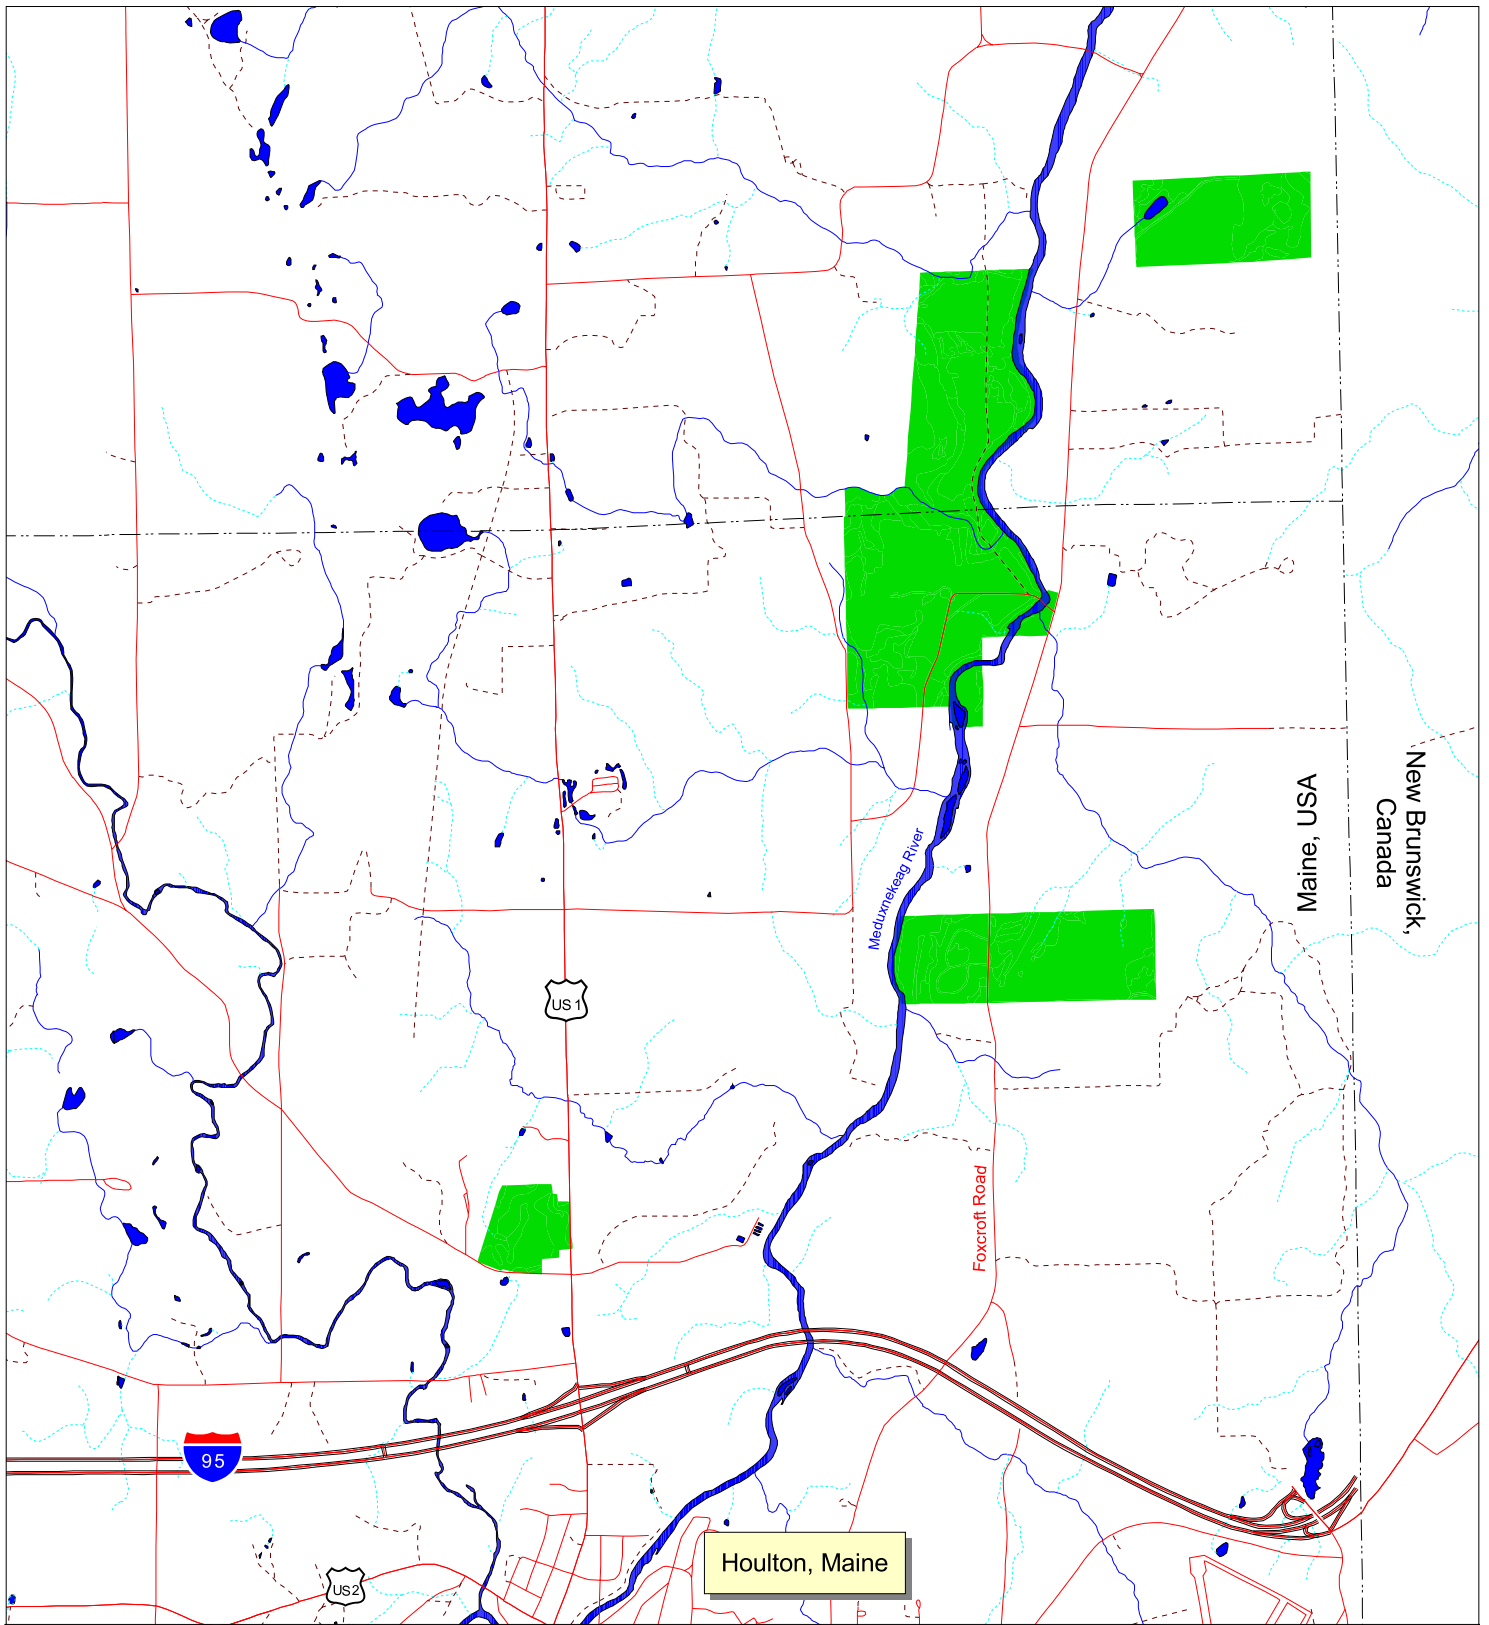 New Brunswick,
Canada
Maine, USA
Meduxnekeag River
US 1
Foxcroft Road
95
Houlton, Maine
US 2